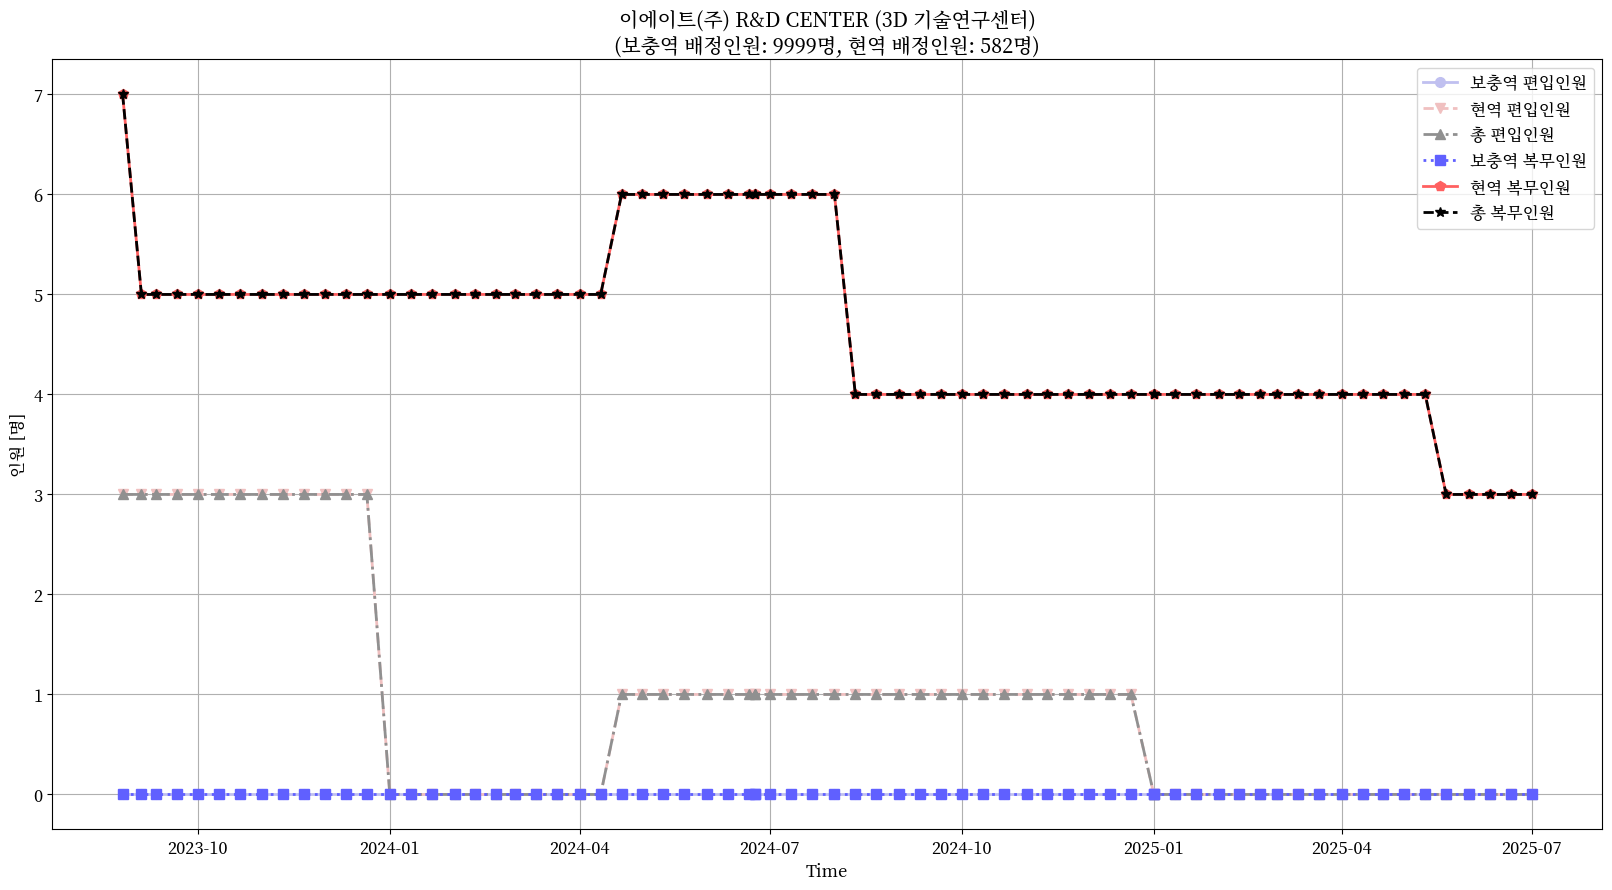 이에이트(주) R&D CENTER (3D 기술연구센터)
(보충역 배정인원: 9999명, 현역 배정인원: 582명)
보충역 편입인원
현역 편입인원
총 편입인원
보충역 복무인원
현역 복무인원
총 복무인원
인원 [명]
7
6
5
4
3
2
1
0
2023-10
2024-01
2024-04
2024-07
2024-10
2025-01
2025-04
2025-07
Time